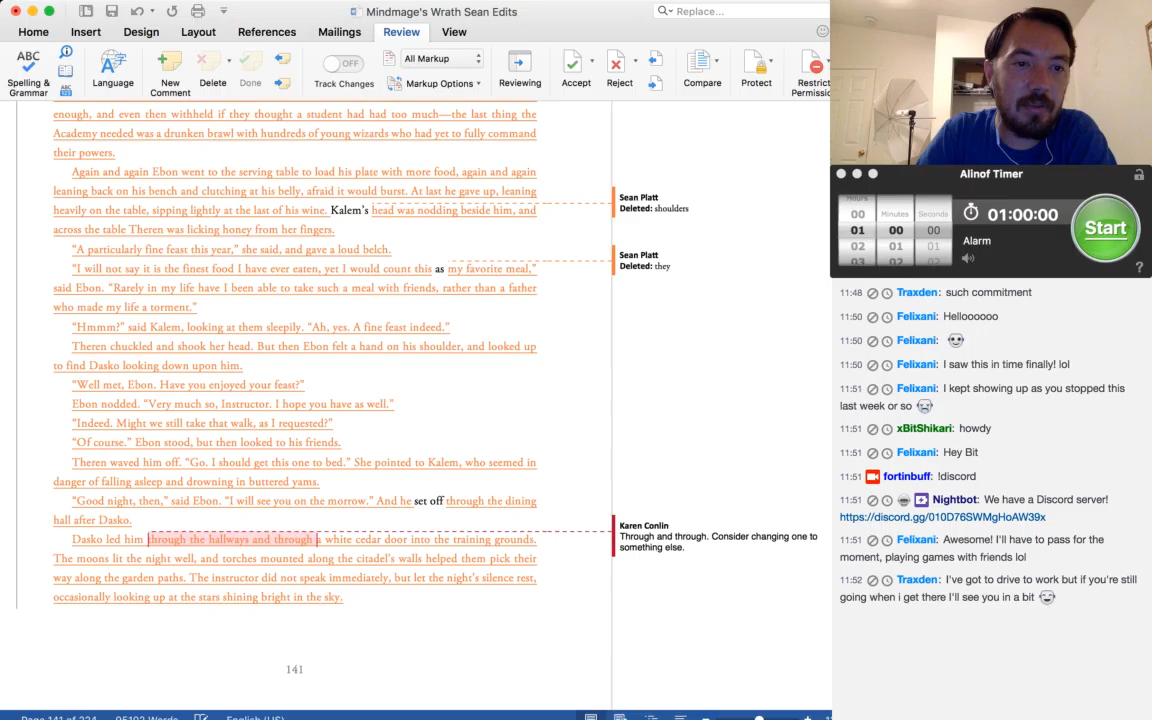 Mindmage's Wrath Sean Edits
Replace...
Home Insert Design Layout References Mailings Review View
ABC
ABC
OFF
All Markup
Spelling & Grammar
Language
New Comment
Delete
Done
Track Changes
Markup Options
Reviewing
Accept
Reject
Compare
Protect
Restrict
enough, and even then withheld if they thought a student had had too much—the last thing the
Academy needed was a drunken brawl with hundreds of young wizards who had yet to fully command
their powers.
Again and again Ebon went to the serving table to load his plate with more food, again and again
leaning back on his bench and clutching at his belly, afraid it would burst. At last he gave up, leaning
heavily on the table, sipping lightly at the last of his wine. Kalem's head was nodding beside him, and
across the table Theren was licking honey from her fingers.
“A particularly fine feast this year,” she said, and gave a loud belch.
“I will not say it is the finest food I have ever eaten, yet I would count this as my favorite meal,”
said Ebon. “Rarely in my life have I been able to take such a meal with friends, rather than a father
who made my life a torment.”
“Hmmm?” said Kalem, looking at them sleepily. “Ah, yes. A fine feast indeed.”
Theren chuckled and shook her head. But then Ebon felt a hand on his shoulder, and looked up
to find Dasko looking down upon him.
“Well met, Ebon. Have you enjoyed your feast?”
Ebon nodded. “Very much so, Instructor. I hope you have as well.”
“Indeed. Might we still take that walk, as I requested?”
“Of course.” Ebon stood, but then looked to his friends.
Theren waved him off. “Go. I should get this one to bed.” She pointed to Kalem, who seemed in
danger of falling asleep and drowning in buttered yams.
“Good night, then,” said Ebon. “I will see you on the morrow.” And he set off through the dining
hall after Dasko.
Dasko led him through the hallways and through a white cedar door into the training grounds.
The moons lit the night well, and torches mounted along the citadel's walls helped them pick their
way along the garden paths. The instructor did not speak immediately, but let the night's silence rest,
occasionally looking up at the stars shining bright in the sky.
141
Sean Platt
Deleted: shoulders
Sean Platt
Deleted: they
Karen Conlin
Through and through. Consider changing one to
something else.
Page 141 of 224 English (US)
Alinof Timer
Hours Minutes Seconds
00
01 00 00
02 01 01
01:00:00
Alarm
Start
?
11:48 Traxden: such commitment
11:50 Felixani: Helloooooo
11:50 Felixani:
11:50 Felixani: I saw this in time finally! lol
11:51 Felixani: I kept showing up as you stopped this
last week or so
11:51 xBitShikari: howdy
11:51 Felixani: Hey Bit
11:51 fortinbuff: !discord
11:51 Nightbot: We have a Discord server!
https://discord.gg/010D76SWMgHoAW39x
11:51 Felixani: Awesome! I'll have to pass for the
moment, playing games with friends lol
11:52 Traxden: I've got to drive to work but if you're still
going when i get there I'll see you in a bit